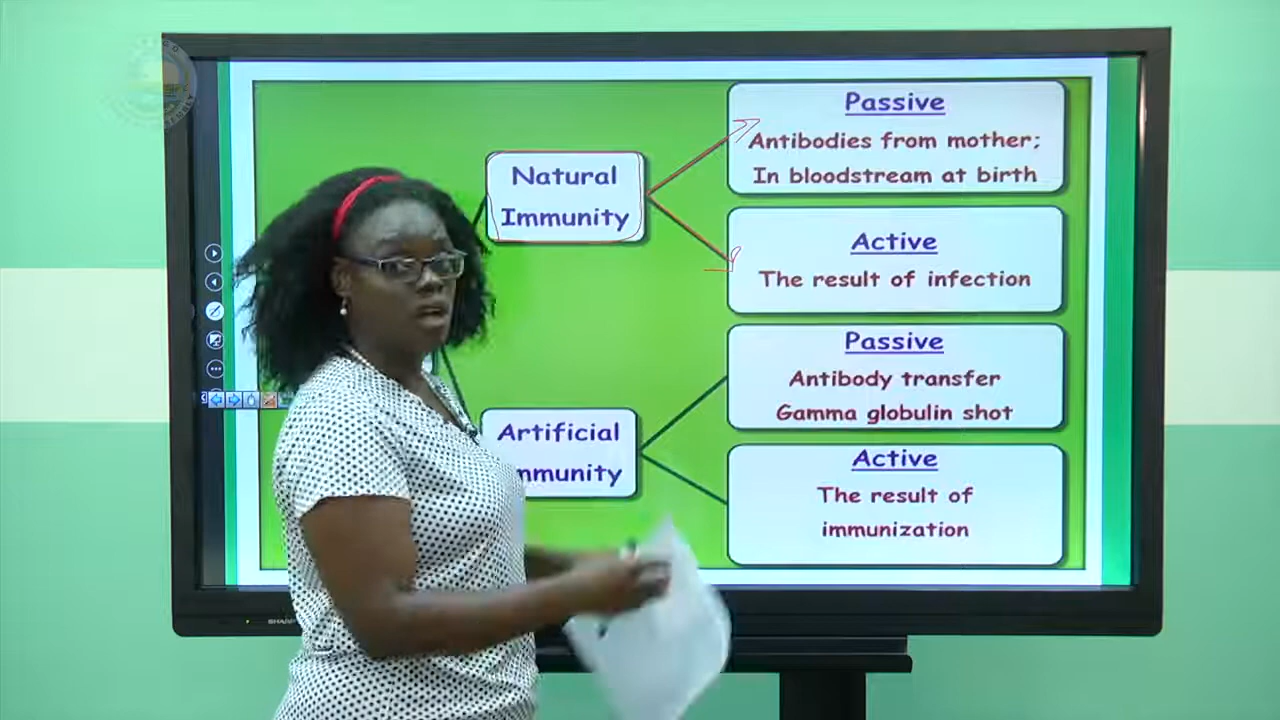 Natural
Immunity
Passive
Antibodies from mother;
In bloodstream at birth
Active
The result of infection
Artificial
mmunity
Passive
Antibody transfer
Gamma globulin shot
Active
The result of
immunization
SHARP